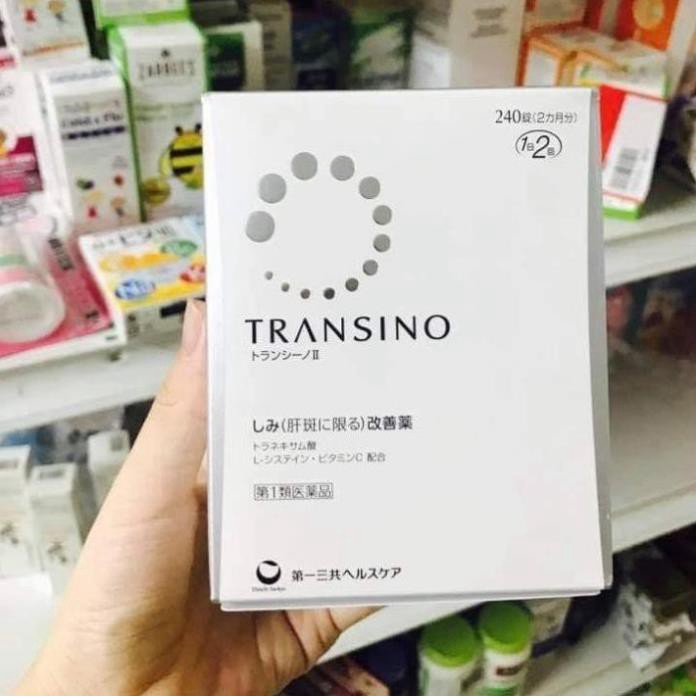 240錠(2カ月分)
1日2回
TRANSINO
トランシーノII
しみ(肝斑に限る)改善薬
トラネキサム酸
L-システイン・ビタミンC 配合
第1類医薬品
第一三共ヘルスケア